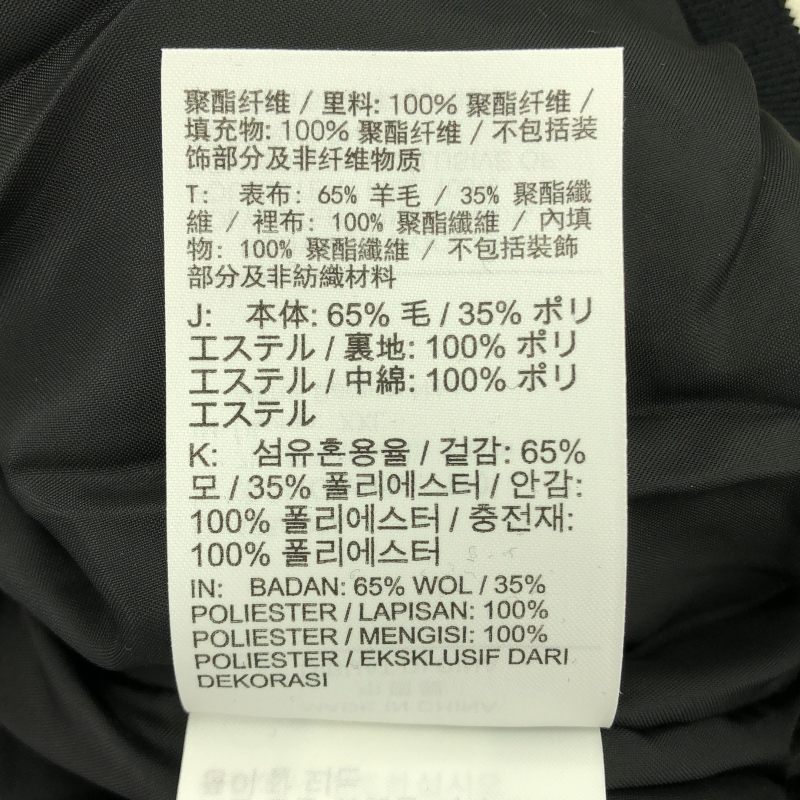 聚酯纤维 / 里料: 100% 聚酯纤维 /
填充物: 100% 聚酯纤维 / 不包括装
饰部分及非纤维物质
T: 表布: 65% 羊毛 / 35% 聚酯纖
維 / 裡布: 100% 聚酯纖維 / 內填
物: 100% 聚酯纖維 / 不包括裝飾
部分及非紡織材料
J: 本体: 65% 毛 / 35% ポリ
エステル / 裏地: 100% ポリ
エステル / 中綿: 100% ポリ
エステル
K: 섬유혼용율 / 겉감: 65%
모 / 35% 폴리에스터 / 안감:
100% 폴리에스터 / 충전재:
100% 폴리에스터
IN: BADAN: 65% WOL / 35%
POLIESTER / LAPISAN: 100%
POLIESTER / MENGISI: 100%
POLIESTER / EKSKLUSIF DARI
DEKORASI
MADE IN CHINA